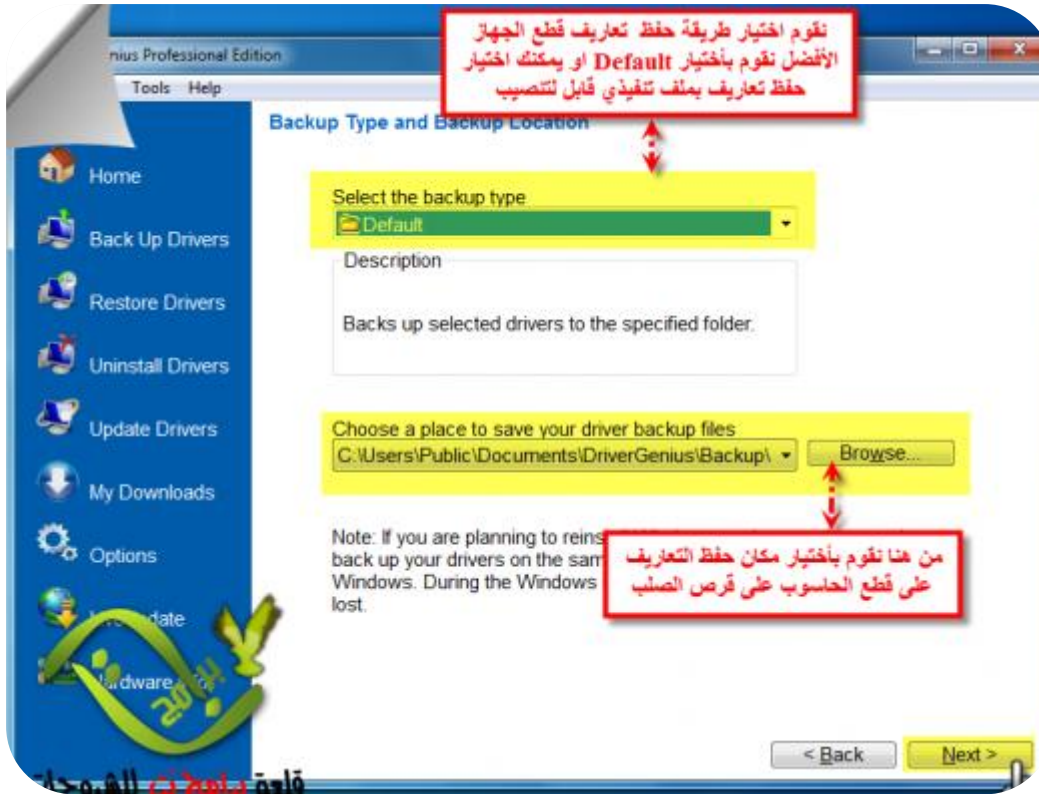 نقوم اختيار طريقة حفظ تعاريف قطع الجهاز
الأفضل نقوم بأختيار Default او يمكنك اختيار
حفظ تعاريف بملف تنفيذي قابل لتنصيب
nius Professional Edition
Tools Help
Backup Type and Backup Location
Home
Back Up Drivers
Restore Drivers
Uninstall Drivers
Update Drivers
My Downloads
Options
date
dware
Select the backup type
Default
Description
Backs up selected drivers to the specified folder.
Choose a place to save your driver backup files
C:\Users\Public\Documents\DriverGenius\Backup\
Browse...
Note: If you are planning to reins
back up your drivers on the sam
Windows. During the Windows
lost.
من هنا نقوم بأختيار مكان حفظ التعاريف
على قطع الحاسوب على قرص الصلب
برامج
قلعة
< Back
Next >